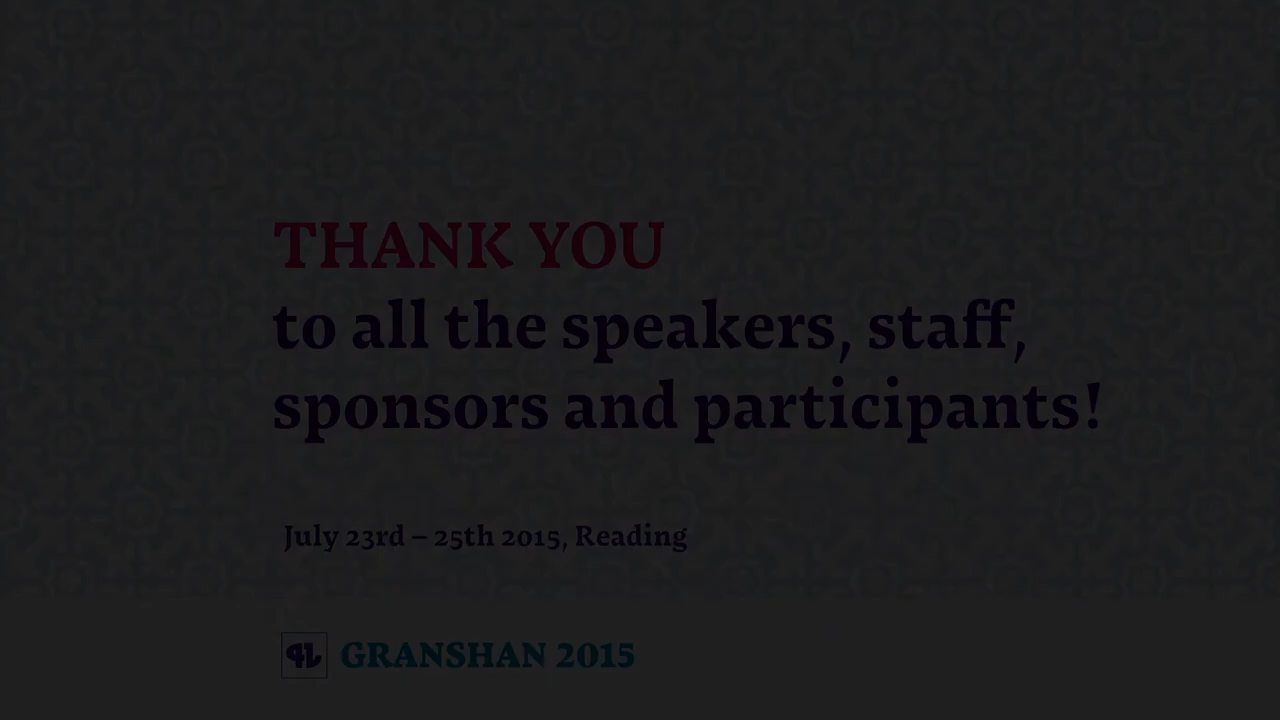 THANK YOU
to all the speakers, staff,
sponsors and participants!
July 23rd – 25th 2015, Reading
GRANSHAN 2015